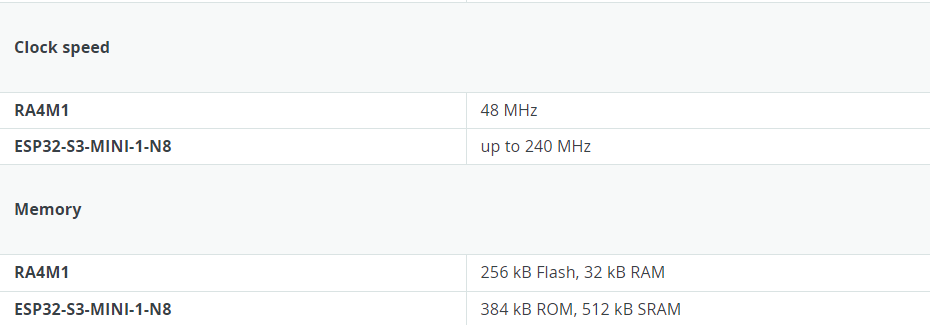 Clock speed
RA4M1 48 MHz
ESP32-S3-MINI-1-N8 up to 240 MHz
Memory
RA4M1 256 kB Flash, 32 kB RAM
ESP32-S3-MINI-1-N8 384 kB ROM, 512 kB SRAM